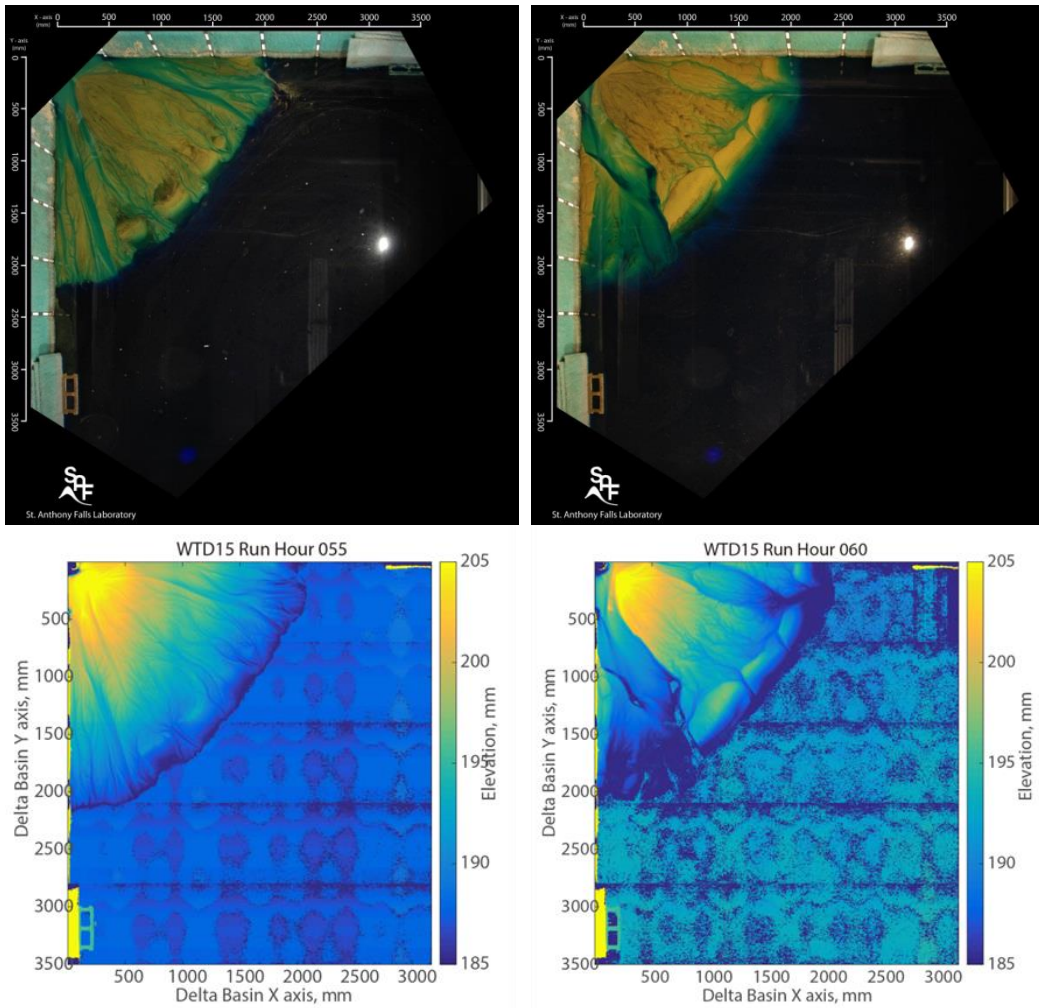 X - axis (mm) 0 500 1000 1500 2000 2500 3000 3500
Y - axis (mm)
0
500
1000
1500
2000
2500
3000
3500
SAF
St. Anthony Falls Laboratory
X - axis (mm) 0 500 1000 1500 2000 2500 3000 3500
Y - axis (mm)
0
500
1000
1500
2000
2500
3000
3500
SAF
St. Anthony Falls Laboratory
WTD15 Run Hour 055
Delta Basin Y axis, mm
500
1000
1500
2000
2500
3000
3500
500 1000 1500 2000 2500 3000
Delta Basin X axis, mm
205
200
195
190
185
Elevation, mm
WTD15 Run Hour 060
Delta Basin Y axis, mm
500
1000
1500
2000
2500
3000
3500
500 1000 1500 2000 2500 3000
Delta Basin X axis, mm
205
200
195
190
185
Elevation, mm